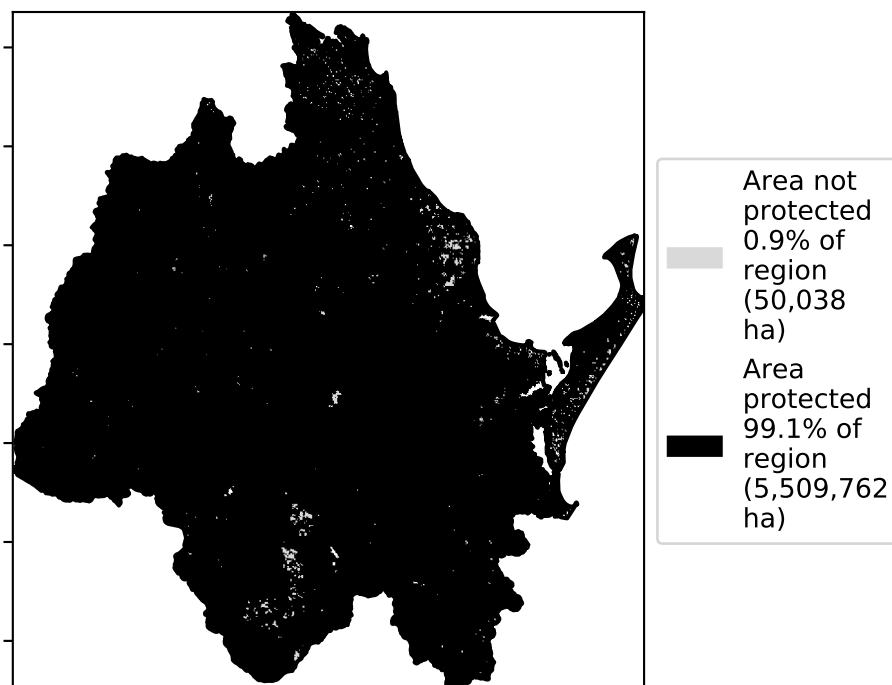 Area not
protected
0.9% of
region
(50,038
ha)
Area
protected
99.1% of
region
(5,509,762
ha)